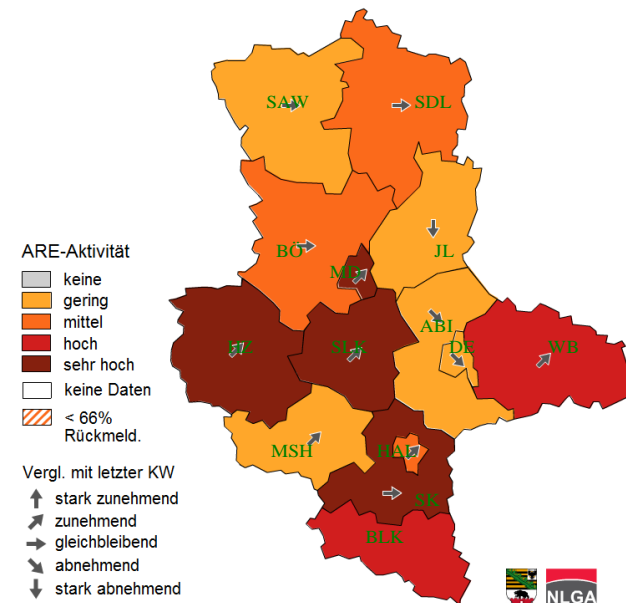 SAW
SDL
BÖ
MD
JL
ARE-Aktivität
keine
gering
mittel
hoch
sehr hoch
keine Daten
< 66%
Rückmeld.
HZ
SLK
ABI
DE
WB
MSH
HAL
SK
BLK
Vergl. mit letzter KW
stark zunehmend
zunehmend
gleichbleibend
abnehmend
stark abnehmend
NLGA